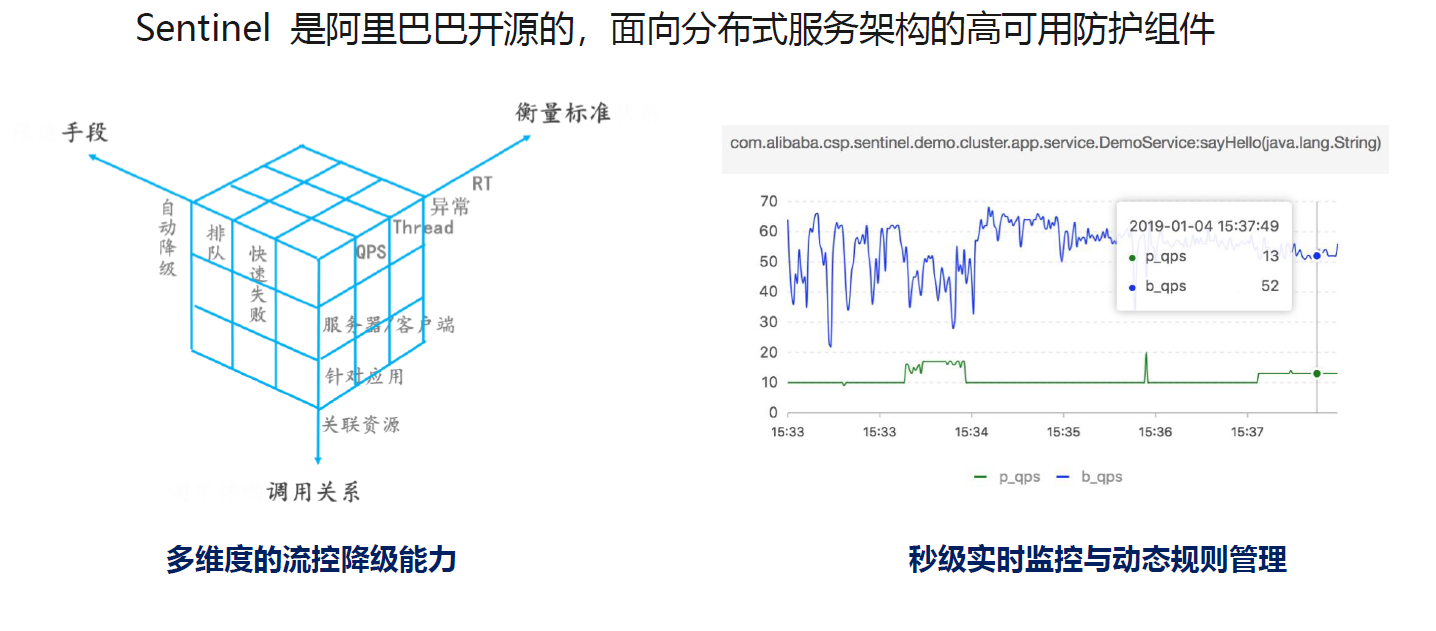 Sentinel 是阿里巴巴开源的，面向分布式服务架构的高可用防护组件
手段
衡量标准
RT
异常
Thread
QPS
自动降级
排队
快速失败
服务器/客户端
针对应用
关联资源
调用关系
多维度的流控降级能力
com.alibaba.csp.sentinel.demo.cluster.app.service.DemoService:sayHello(java.lang.String)
70
60
50
40
30
20
10
0
2019-01-04 15:37:49
p_qps 13
b_qps 52
15:33 15:33 15:34 15:35 15:36 15:37
p_qps b_qps
秒级实时监控与动态规则管理